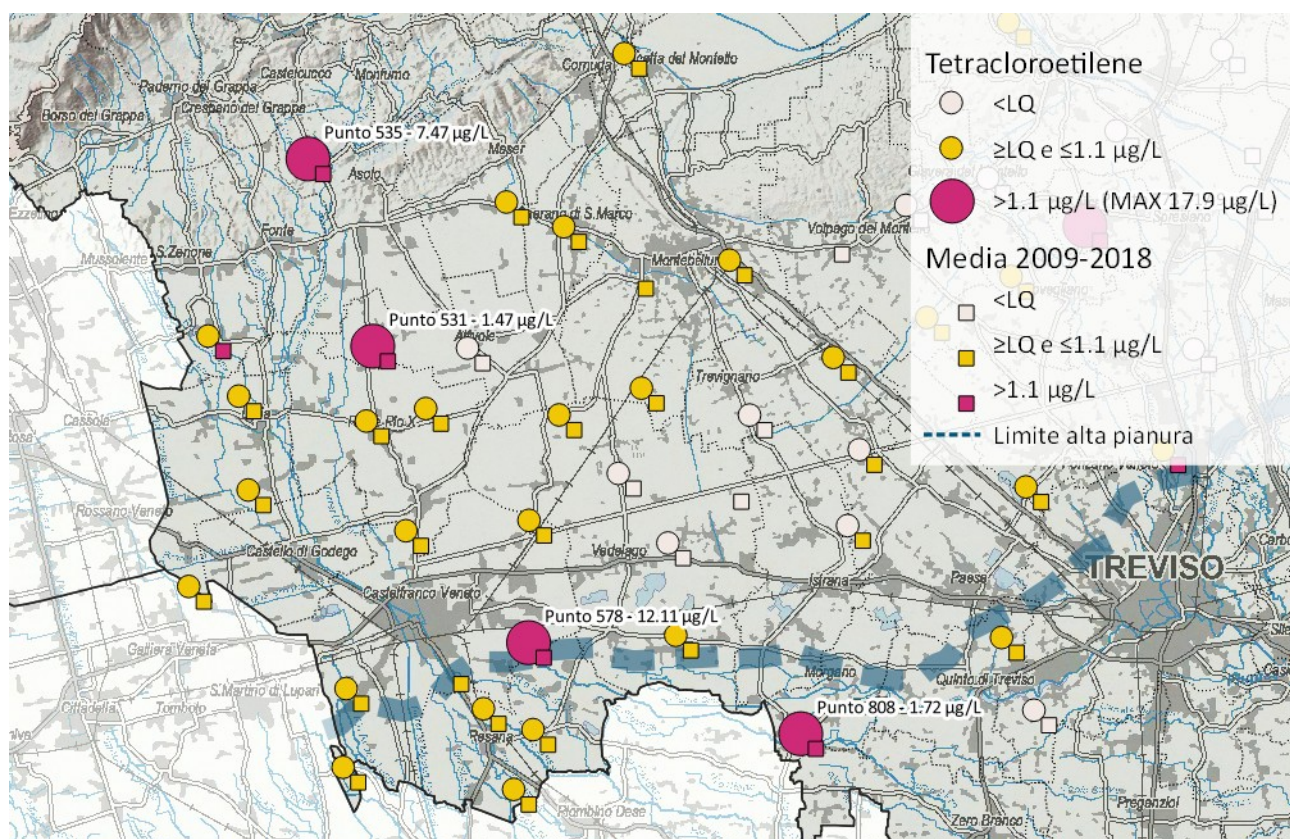 Castelcucco
Cornuda
Paderno del Grappa
Monfumo
Crespano del Grappa
Borso del Grappa
Punto 535 - 7.47 µg/L
Maser
Asolo
Ezzelino
Fonte
S.Zenone
Mussolente
Montebelluna
Punto 531 - 1.47 µg/L
Altivole
Trevignano
Cassola
Rosa
Rossano Veneto
Castello di Godego
Vedelago
Istrana
Paese
TREVISO
Castelfranco Veneto
Punto 578 - 12.11 µg/L
Galliera Veneta
Morgano
Quinto di Treviso
S.Martino di Lupari
Cittadella
Tombolo
Punto 808 - 1.72 µg/L
Resana
Piombino Dese
Preganziol
Zero Branco
Tetracloroetilene
<LQ
≥LQ e ≤1.1 µg/L
>1.1 µg/L (MAX 17.9 µg/L)
Media 2009-2018
<LQ
≥LQ e ≤1.1 µg/L
>1.1 µg/L
Limite alta pianura